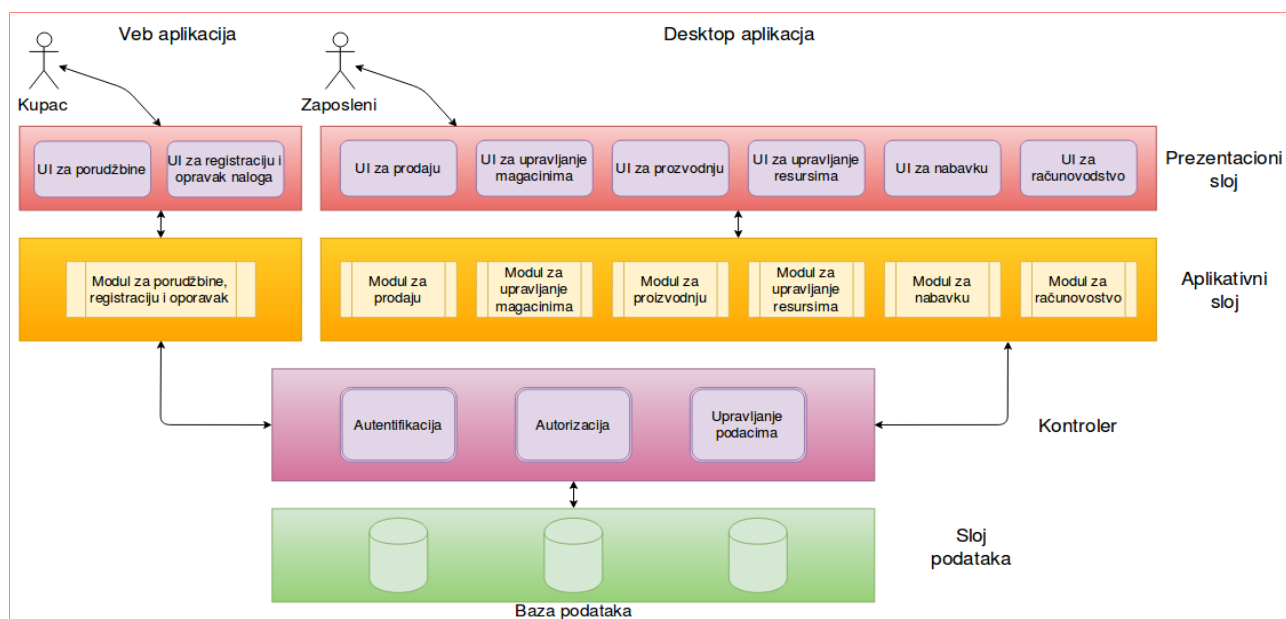 Veb aplikacija
Desktop aplikacja
Kupac
Zaposleni
UI za porudžbine
UI za registraciju i
opravak naloga
UI za prodaju
UI za upravljanje
magacinima
UI za prozvodnju
UI za upravljanje
resursima
UI za nabavku
UI za
računovodstvo
Prezentacioni
sloj
Modul za porudžbine,
registraciju i oporavak
Modul za
prodaju
Modul za
upravljanje
magacinima
Modul za
proizvodnju
Modul za
upravljanje
resursima
Modul za
nabavku
Modul za
računovostvo
Aplikativni
sloj
Autentifikacija
Autorizacija
Upravljanje
podacima
Kontroler
Sloj
podataka
Baza podataka